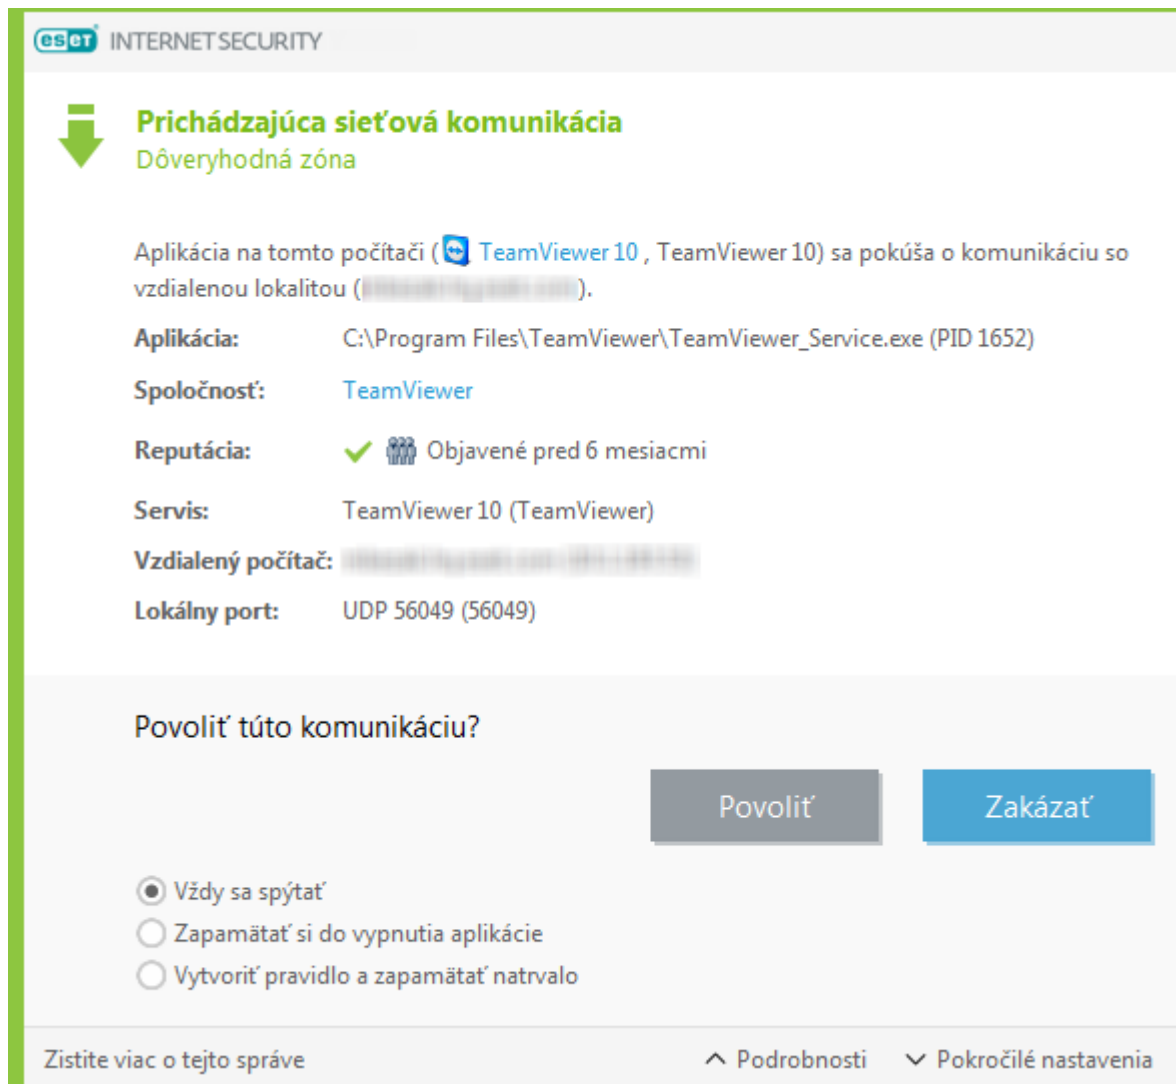 eset INTERNET SECURITY
Prichádzajúca sieťová komunikácia
Dôveryhodná zóna
Aplikácia na tomto počítači ( TeamViewer 10 , TeamViewer 10) sa pokúša o komunikáciu so
vzdialenou lokalitou ( ).
Aplikácia: C:\Program Files\TeamViewer\TeamViewer_Service.exe (PID 1652)
Spoločnosť: TeamViewer
Reputácia: Objavené pred 6 mesiacmi
Servis: TeamViewer 10 (TeamViewer)
Vzdialený počítač:
Lokálny port: UDP 56049 (56049)
Povoliť túto komunikáciu?
Povoliť Zakázať
Vždy sa spýtať
Zapamätať si do vypnutia aplikácie
Vytvoriť pravidlo a zapamätať natrvalo
Zistite viac o tejto správe Podrobnosti Pokročilé nastavenia